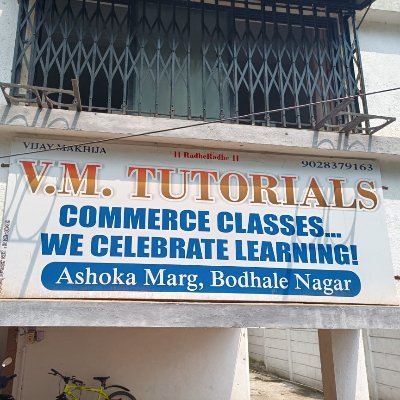 || RadheRadhe ||
VIJAY MAKHIJA 9028379163
V.M. TUTORIALS
COMMERCE CLASSES...
WE CELEBRATE LEARNING!
Ashoka Marg, Bodhale Nagar